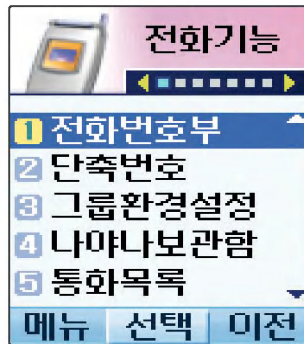 전화기능
1 전화번호부
2 단축번호
3 그룹환경설정
4 나야나보관함
5 통화목록
메뉴 선택 이전